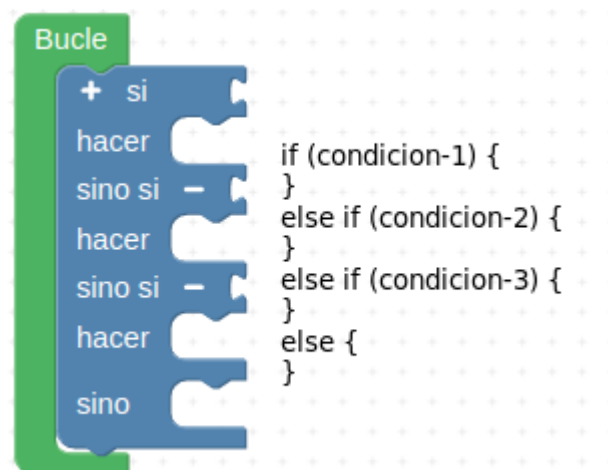 Bucle
+ si
hacer
sino si −
hacer
sino si −
hacer
sino
if (condicion-1) {
}
else if (condicion-2) {
}
else if (condicion-3) {
}
else {
}